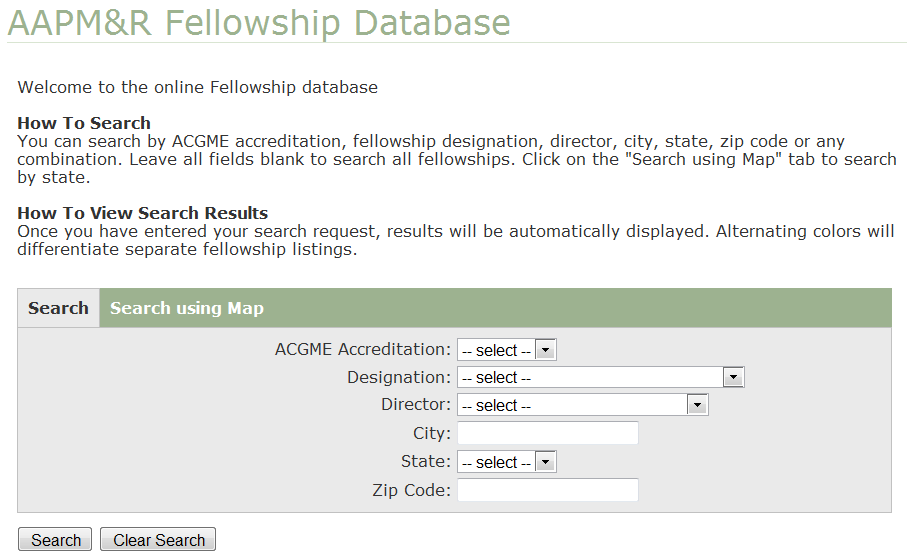 AAPM&R Fellowship Database
Welcome to the online Fellowship database
How To Search
You can search by ACGME accreditation, fellowship designation, director, city, state, zip code or any
combination. Leave all fields blank to search all fellowships. Click on the "Search using Map" tab to search
by state.
How To View Search Results
Once you have entered your search request, results will be automatically displayed. Alternating colors will
differentiate separate fellowship listings.
Search Search using Map
ACGME Accreditation: -- select --
Designation: -- select --
Director: -- select --
City:
State: -- select --
Zip Code:
Search Clear Search